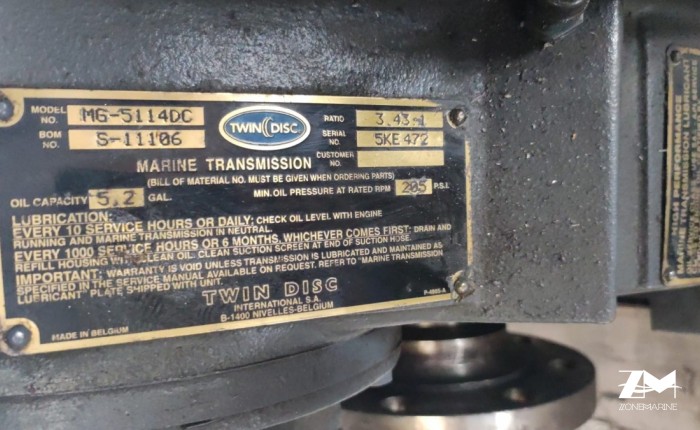 MODEL NO. MG-5114DC TWIN DISC. RATIO 3.43-1
BOM NO. S-11106 SERIAL NO. 5KE472
MARINE TRANSMISSION CUSTOMER NO.
(BILL OF MATERIAL NO. MUST BE GIVEN WHEN ORDERING PARTS)
OIL CAPACITY 5.2 GAL. MIN. OIL PRESSURE AT RATED RPM 205 P.S.I.
LUBRICATION:
EVERY 10 SERVICE HOURS OR DAILY: CHECK OIL LEVEL WITH ENGINE
RUNNING AND MARINE TRANSMISSION IN NEUTRAL.
EVERY 1000 SERVICE HOURS OR 6 MONTHS, WHICHEVER COMES FIRST: DRAIN AND
REFILL HOUSING WITH CLEAN OIL. CLEAN SUCTION SCREEN AT END OF SUCTION HOSE.
IMPORTANT: WARRANTY IS VOID UNLESS TRANSMISSION IS LUBRICATED AND MAINTAINED AS
SPECIFIED IN THE SERVICE MANUAL AVAILABLE ON REQUEST. REFER TO "MARINE TRANSMISSION
LUBRICANT" PLATE SHIPPED WITH UNIT.
TWIN DISC
INTERNATIONAL S.A.
B-1400 NIVELLES-BELGIUM
MADE IN BELGIUM
MARINE TRANSMISSION LUBRICANT
ZM
ZONEMARINE